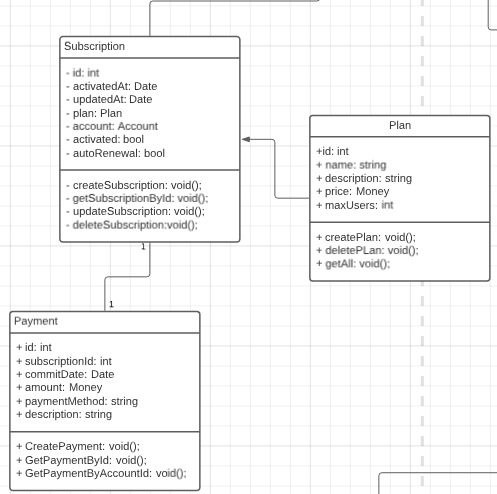 Subscription
- id: int
- activatedAt: Date
- updatedAt: Date
- plan: Plan
- account: Account
- activated: bool
- autoRenewal: bool
- createSubscription: void();
- getSubscriptionById: void();
- updateSubscription: void();
- deleteSubscription:void();
Plan
+id: int
+ name: string
+ description: string
+ price: Money
+ maxUsers: int
+ createPlan: void();
+ deletePLan: void();
+ getAll: void();
1
1
Payment
+ id: int
+ subscriptionId: int
+ commitDate: Date
+ amount: Money
+ paymentMethod: string
+ description: string
+ CreatePayment: void();
+ GetPaymentById: void();
+ GetPaymentByAccountId: void();